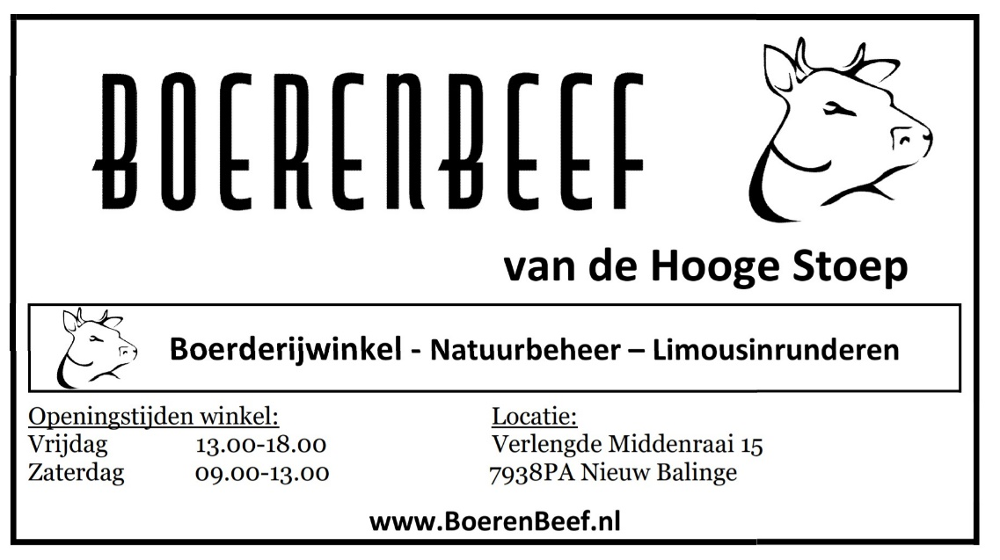 BOERENBEEF
van de Hooge Stoep
Boerderijwinkel - Natuurbeheer – Limousinrunderen
Openingstijden winkel:
Vrijdag 13.00-18.00
Zaterdag 09.00-13.00
Locatie:
Verlengde Middenraai 15
7938PA Nieuw Balinge
www.BoerenBeef.nl